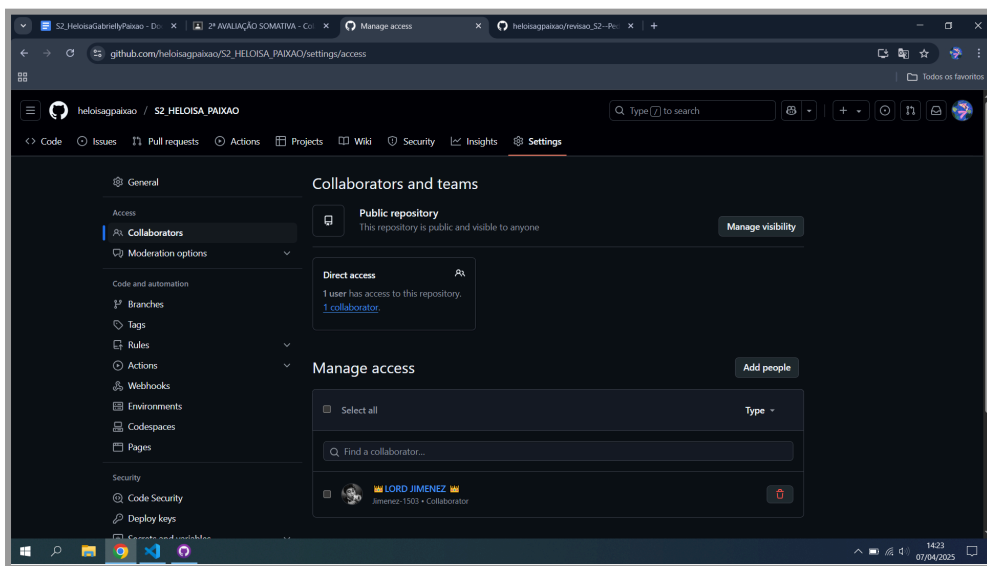 S2_HeloisaGabriellyPaixao - Do
2ª AVALIAÇÃO SOMATIVA - Co
Manage access
heloisagpaixao/revisao_S2--Pe
github.com/heloisagpaixao/S2_HELOISA_PAIXAO/settings/access
Todos os favoritos
heloisagpaixao / S2_HELOISA_PAIXAO
Type / to search
Code Issues Pull requests Actions Projects Wiki Security Insights Settings
General
Access
Collaborators
Moderation options
Code and automation
Branches
Tags
Rules
Actions
Webhooks
Environments
Codespaces
Pages
Security
Code Security
Deploy keys
Secrets and variables
Collaborators and teams
Public repository
This repository is public and visible to anyone
Manage visibility
Direct access
1 user has access to this repository.
1 collaborator.
Manage access
Add people
Select all
Type
Find a collaborator...
👑 LORD JIMENEZ 👑
Jimenez-1503 • Collaborator
14:23
07/04/2025